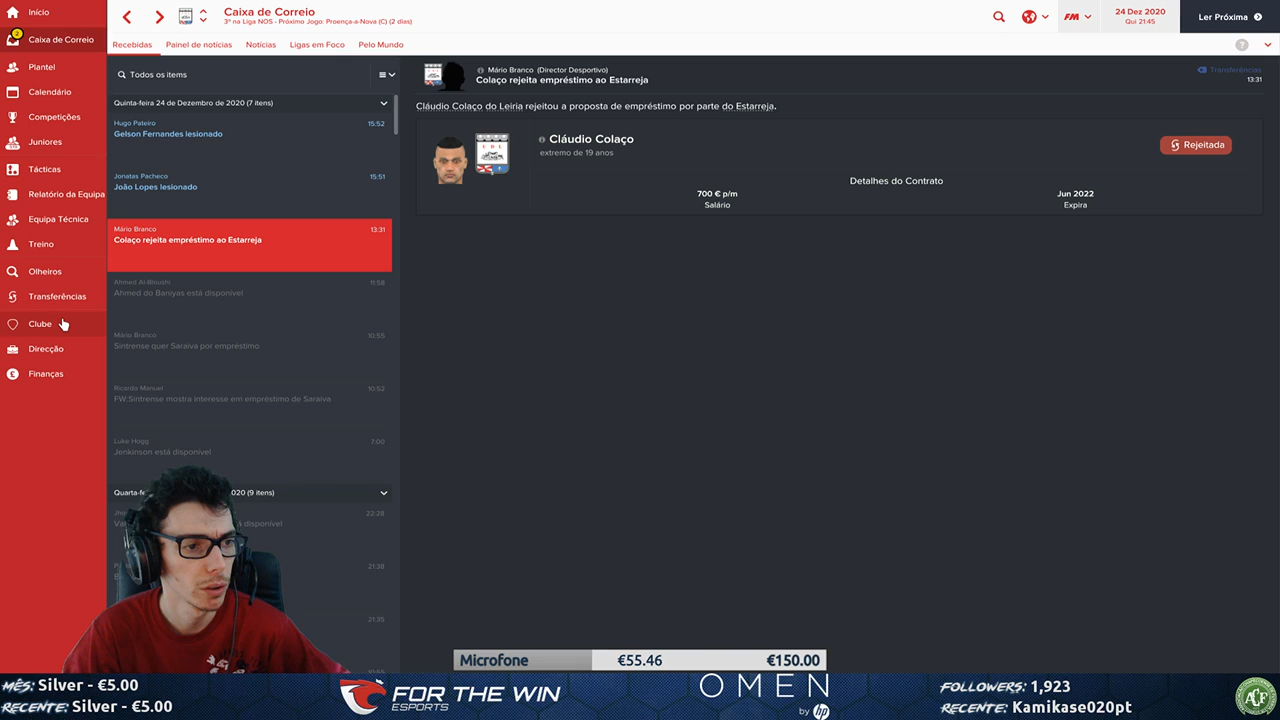 Início
Caixa de Correio
2
Plantel
Calendário
Competições
Juniores
Tácticas
Relatório da Equipa
Equipa Técnica
Treino
Olheiros
Transferências
Clube
Direcção
Finanças
Caixa de Correio
3º na Liga NOS - Próximo Jogo: Proença-a-Nova (C) (2 dias)
FM
24 Dez 2020
Qui 21:45
Ler Próxima
Recebidas
Painel de notícias
Notícias
Ligas em Foco
Pelo Mundo
?
Todos os items
Quinta-feira 24 de Dezembro de 2020 (7 itens)
Hugo Pateiro 15:52
Gelson Fernandes lesionado
Jonatas Pacheco 15:51
João Lopes lesionado
Mário Branco 13:31
Colaço rejeita empréstimo ao Estarreja
Ahmed Al-Bloushi 11:58
Ahmed do Baniyas está disponível
Mário Branco 10:55
Sintrense quer Saraiva por empréstimo
Ricardo Manuel 10:52
FW:Sintrense mostra interesse em empréstimo de Saraiva
Luke Hogg 7:00
Jenkinson está disponível
2020 (9 itens)
22:28
disponível
21:38
21:35
Mário Branco (Director Desportivo)
Colaço rejeita empréstimo ao Estarreja
Transferências
13:31
Cláudio Colaço do Leiria rejeitou a proposta de empréstimo por parte do Estarreja.
Cláudio Colaço
extremo de 19 anos
UDL
Rejeitada
Detalhes do Contrato
700 € p/m
Salário
Jun 2022
Expira
Microfone €55.46 €150.00
MÊS: Silver - €5.00
RECENTE: Silver - €5.00
FOR THE WIN
ESPORTS
OMEN
by hp
FOLLOWERS: 1,923
RECENTE: Kamikase020pt
ACF